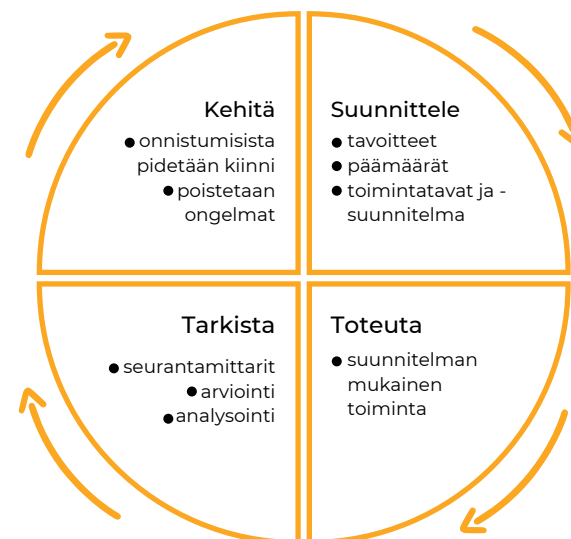 Kehitä
● onnistumisista
pidetään kiinni
● poistetaan
ongelmat
Suunnittele
● tavoitteet
● päämäärät
● toimintatavat ja -
suunnitelma
Tarkista
● seurantamittarit
● arviointi
● analysointi
Toteuta
● suunnitelman
mukainen
toiminta